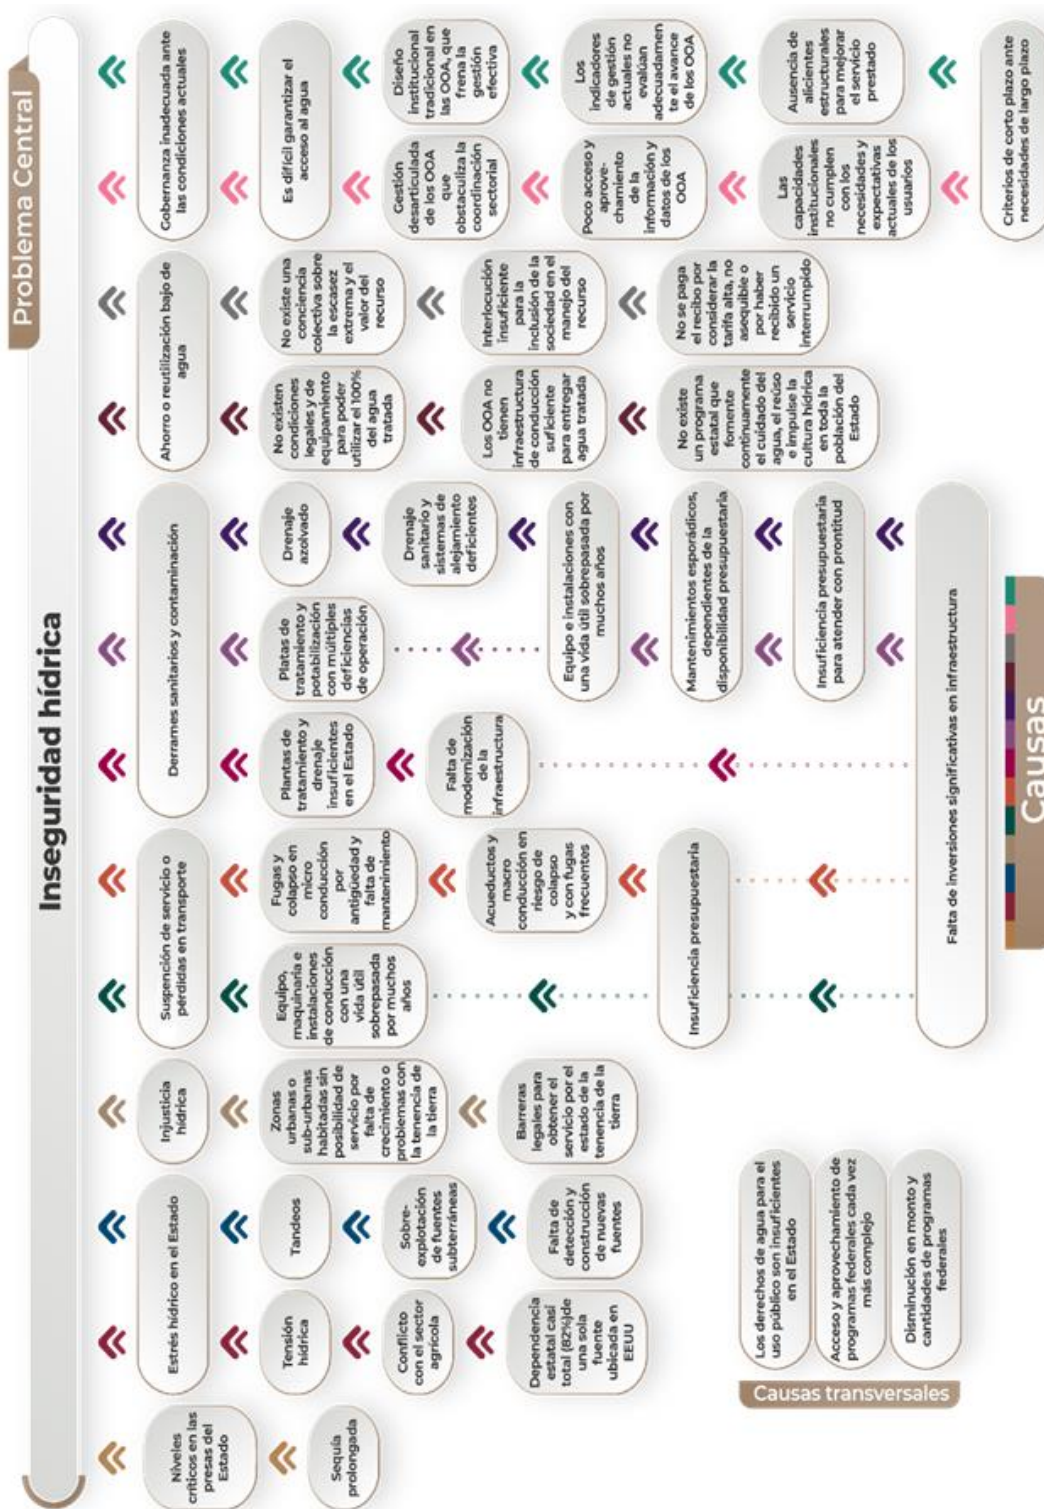 Problema Central
Inseguridad hídrica
Niveles
críticos en las
presas del
Estado
Sequía
prolongada
Estrés hídrico en el Estado
Tensión
hídrica
Conflicto
con el sector
agrícola
Dependencia
estatal casi
total (82%)de
una sola
fuente
ubicada en
EEUU
Tandeos
Sobre-
explotación
de fuentes
subterráneas
Falta de
detección y
construcción
de nuevas
fuentes
Injusticia
hídrica
Zonas
urbanas o
sub-urbanas
habitadas sin
posibilidad de
servicio por
falta de
crecimiento o
problemas con
la tenencia de
la tierra
Barreras
legales para
obtener el
servicio por el
estado de la
tenencia de la
tierra
Suspención de servicio o
pérdidas en transporte
Equipo,
maquinaria e
instalaciones
de conducción
con una
vida útil
sobrepasada
por muchos
años
Fugas y
colapso en
micro
conducción
por
antigüedad y
falta de
mantenimiento
Acueductos y
macro
conducción en
riesgo de
colapso
y con fugas
frecuentes
Insuficiencia presupuestaria
Derrames sanitarios y contaminación
Plantas de
tratamiento y
drenaje
insuficientes
en el Estado
Falta de
modernización
de la
infraestructura
Platas de
tratamiento y
potabilización
con múltiples
deficiencias
de operación
Drenaje
azolvado
Drenaje
sanitario y
sistemas de
alejamiento
deficientes
Equipo e instalaciones con
una vida útil sobrepasada por
muchos años
Mantenimientos esporádicos,
dependientes de la
disponibilidad presupuestaria
Insuficiencia presupuestaria
para atender con prontitud
Falta de inversiones significativas en infraestructura
Ahorro o reutilización bajo de
agua
No existen
condiciones
legales y de
equipamiento
para poder
utilizar el 100%
del agua
tratada
Los OOA no
tienen
infraestructura
de conducción
suficiente
para entregar
agua tratada
No existe
un programa
estatal que
fomente
continuamente
el cuidado del
agua, el reúso
e impulse la
cultura hídrica
en toda la
población del
Estado
No existe una
conciencia
colectiva sobre
la escasez
extrema y el
valor del
recurso
Interlocución
insuficiente
para la
inclusión de la
sociedad en el
manejo del
recurso
No se paga
el recibo por
considerar la
tarifa alta, no
asequible o
por haber
recibido un
servicio
interrumpido
Gobernanza inadecuada ante
las condiciones actuales
Es difícil garantizar el
acceso al agua
Gestión
desarticulada
de los OOA
que
obstaculiza la
coordinación
sectorial
Poco acceso y
aprove-
chamiento
de la
información y
datos de los
OOA
Las
capacidades
institucionales
no cumplen
con los
necesidades y
expectativas
actuales de los
usuarios
Diseño
institucional
tradicional en
las OOA, que
frena la
gestión
efectiva
Los
indicadores
de gestión
actuales no
evalúan
adecuadamen
te el avance
de los OOA
Ausencia de
alicientes
estructurales
para mejorar
el servicio
prestado
Criterios de corto plazo ante
necesidades de largo plazo
Causas transversales
Los derechos de agua para el
uso público son insuficientes
en el Estado
Acceso y aprovechamiento de
programas federales cada vez
más complejo
Disminución en monto y
cantidades de programas
federales
Causas